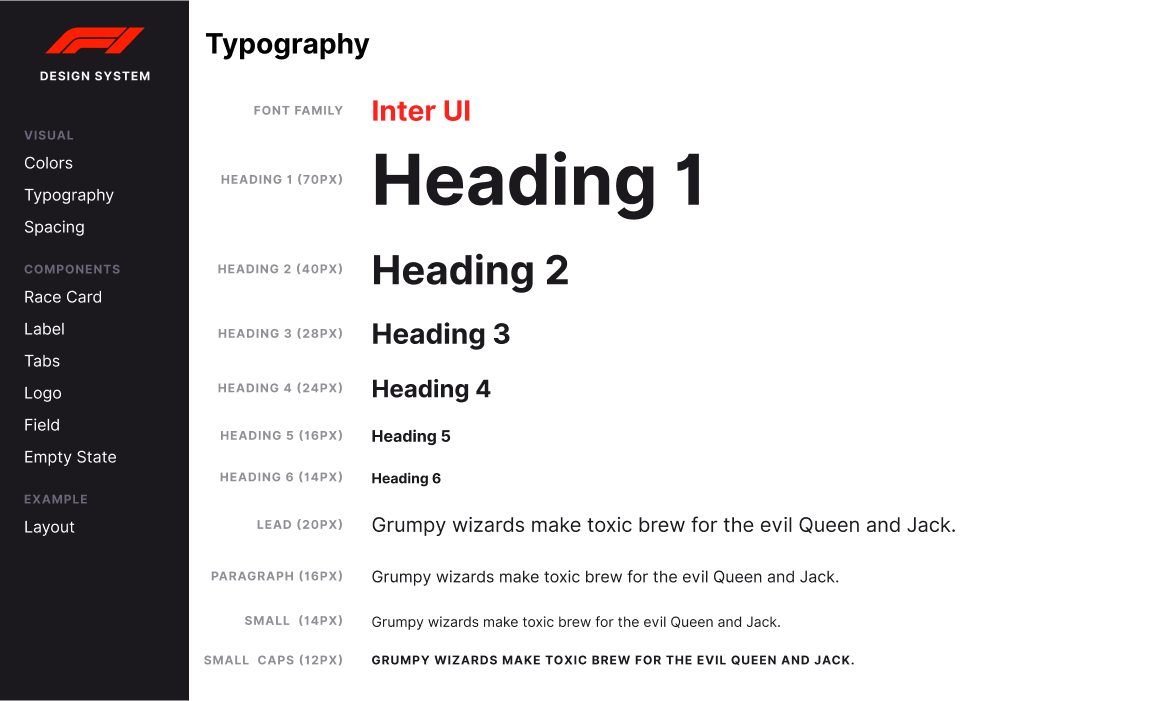 DESIGN SYSTEM
VISUAL
Colors
Typography
Spacing
COMPONENTS
Race Card
Label
Tabs
Logo
Field
Empty State
EXAMPLE
Layout
Typography
FONT FAMILY Inter UI
HEADING 1 (70PX) Heading 1
HEADING 2 (40PX) Heading 2
HEADING 3 (28PX) Heading 3
HEADING 4 (24PX) Heading 4
HEADING 5 (16PX) Heading 5
HEADING 6 (14PX) Heading 6
LEAD (20PX) Grumpy wizards make toxic brew for the evil Queen and Jack.
PARAGRAPH (16PX) Grumpy wizards make toxic brew for the evil Queen and Jack.
SMALL (14PX) Grumpy wizards make toxic brew for the evil Queen and Jack.
SMALL CAPS (12PX) GRUMPY WIZARDS MAKE TOXIC BREW FOR THE EVIL QUEEN AND JACK.